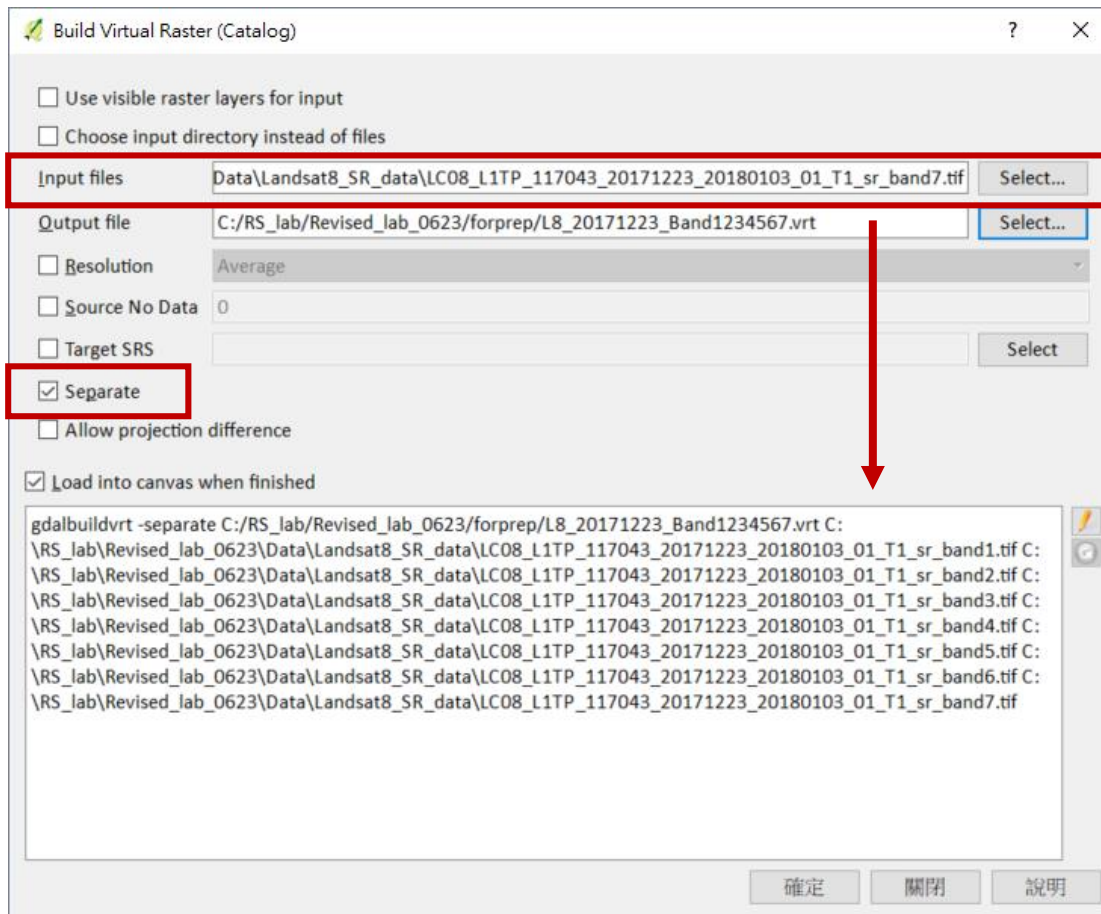 Build Virtual Raster (Catalog)
?
Use visible raster layers for input
Choose input directory instead of files
Input files
Data\Landsat8_SR_data\LC08_L1TP_117043_20171223_20180103_01_T1_sr_band7.tif
Select...
Output file
C:/RS_lab/Revised_lab_0623/forprep/L8_20171223_Band1234567.vrt
Select...
Resolution
Average
Source No Data
0
Target SRS
Select
Separate
Allow projection difference
Load into canvas when finished
gdalbuildvrt -separate C:/RS_lab/Revised_lab_0623/forprep/L8_20171223_Band1234567.vrt C:
\RS_lab\Revised_lab_0623\Data\Landsat8_SR_data\LC08_L1TP_117043_20171223_20180103_01_T1_sr_band1.tif C:
\RS_lab\Revised_lab_0623\Data\Landsat8_SR_data\LC08_L1TP_117043_20171223_20180103_01_T1_sr_band2.tif C:
\RS_lab\Revised_lab_0623\Data\Landsat8_SR_data\LC08_L1TP_117043_20171223_20180103_01_T1_sr_band3.tif C:
\RS_lab\Revised_lab_0623\Data\Landsat8_SR_data\LC08_L1TP_117043_20171223_20180103_01_T1_sr_band4.tif C:
\RS_lab\Revised_lab_0623\Data\Landsat8_SR_data\LC08_L1TP_117043_20171223_20180103_01_T1_sr_band5.tif C:
\RS_lab\Revised_lab_0623\Data\Landsat8_SR_data\LC08_L1TP_117043_20171223_20180103_01_T1_sr_band6.tif C:
\RS_lab\Revised_lab_0623\Data\Landsat8_SR_data\LC08_L1TP_117043_20171223_20180103_01_T1_sr_band7.tif
確定
關閉
說明